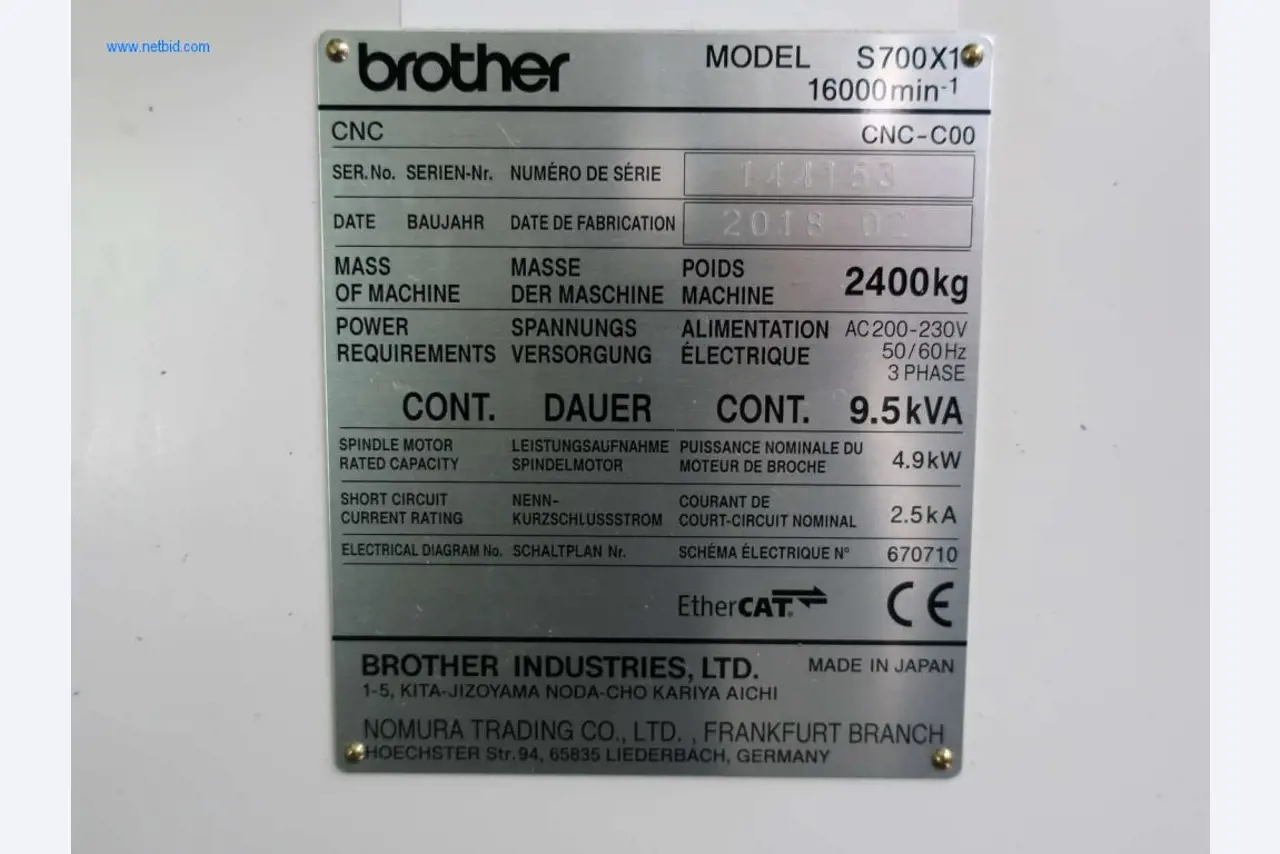 www.netbid.com
brother MODEL S700X1
16000min-1
CNC CNC-C00
SER.No. SERIEN-Nr. NUMÉRO DE SÉRIE 144153
DATE BAUJAHR DATE DE FABRICATION 2018
MASS MASSE POIDS 2400kg
OF MACHINE DER MASCHINE MACHINE
POWER SPANNUNGS ALIMENTATION AC200-230V
REQUIREMENTS VERSORGUNG ÉLECTRIQUE 50/60Hz
3 PHASE
CONT. DAUER CONT. 9.5kVA
SPINDLE MOTOR LEISTUNGSAUFNAHME PUISSANCE NOMINALE DU 4.9kW
RATED CAPACITY SPINDELMOTOR MOTEUR DE BROCHE
SHORT CIRCUIT NENN- COURANT DE 2.5kA
CURRENT RATING KURZSCHLUSSSTROM COURT-CIRCUIT NOMINAL
ELECTRICAL DIAGRAM No. SCHALTPLAN Nr. SCHÉMA ÉLECTRIQUE N° 670710
EtherCAT® CE
BROTHER INDUSTRIES, LTD. MADE IN JAPAN
1-5, KITA-JIZOYAMA NODA-CHO KARIYA AICHI
NOMURA TRADING CO., LTD. , FRANKFURT BRANCH
HOECHSTER Str. 94, 65835 LIEDERBACH, GERMANY